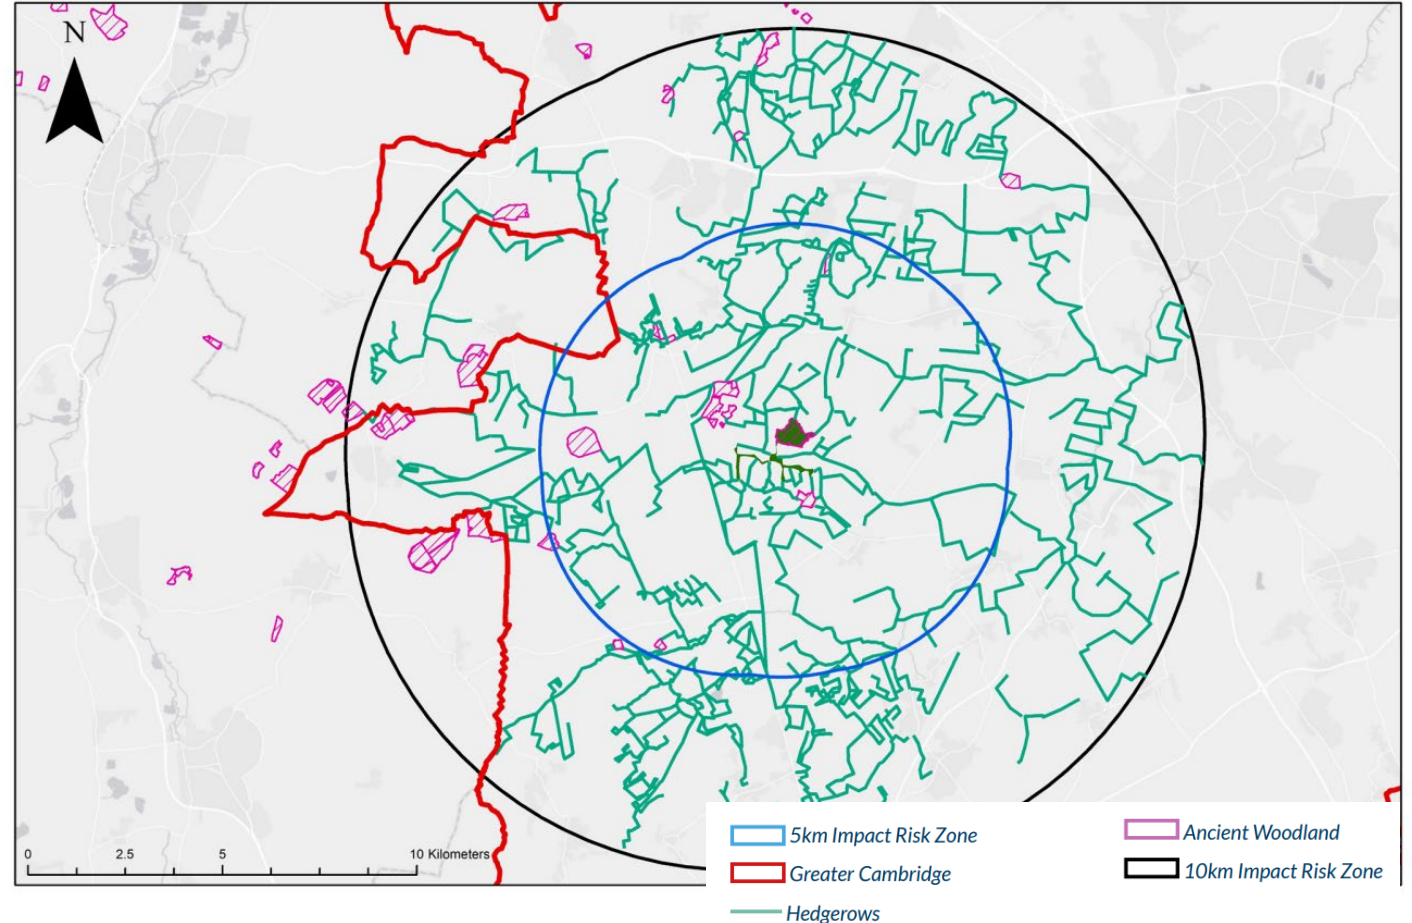 N
0 2.5 5 10 Kilometers
5km Impact Risk Zone
Greater Cambridge
Hedgerows
Ancient Woodland
10km Impact Risk Zone